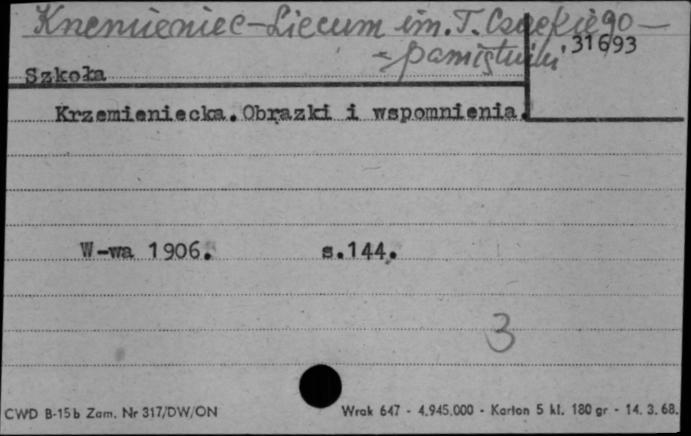 Krzemieniec-Liceum im. T. Czackiego —
- pamiętniki
31693
Szkoła
Krzemieniecka. Obrazki i wspomnienia.
W-wa 1906. s.144.
3
CWD B-15b Zam. Nr 317/DW/ON Wrak 647 - 4.945.000 - Karton 5 kl. 180 gr - 14. 3. 68.